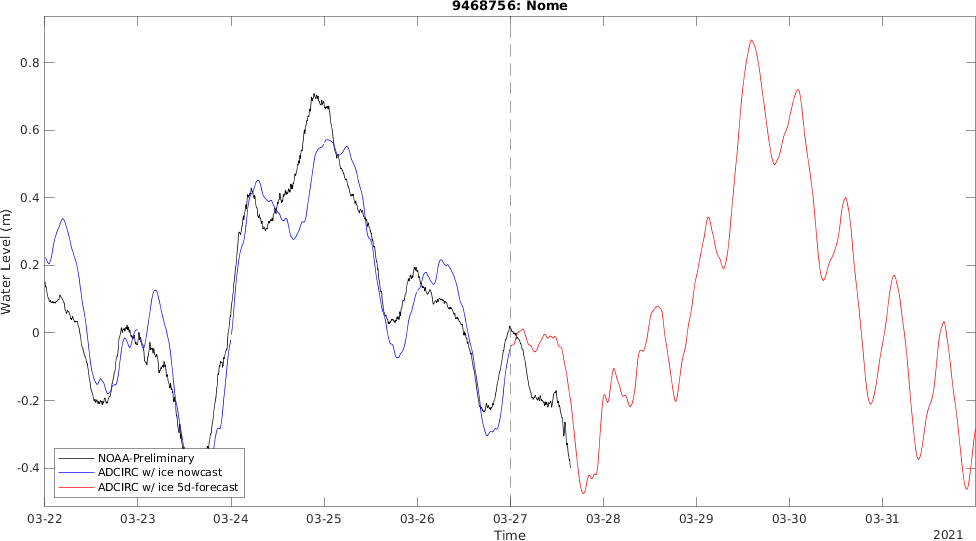 9468756: Nome
Water Level (m)
0.8
0.6
0.4
0.2
0
-0.2
-0.4
NOAA-Preliminary
ADCIRC w/ ice nowcast
ADCIRC w/ ice 5d-forecast
03-22 03-23 03-24 03-25 03-26 03-27 03-28 03-29 03-30 03-31
Time
2021